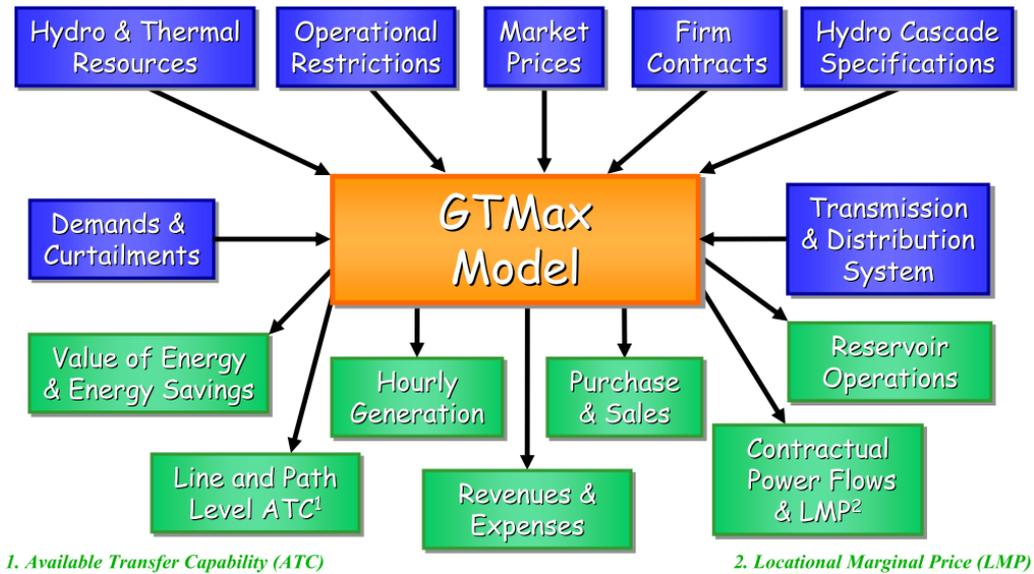 Hydro & Thermal
Resources
Operational
Restrictions
Market
Prices
Firm
Contracts
Hydro Cascade
Specifications
GTMax
Model
Demands &
Curtailments
Transmission
& Distribution
System
Value of Energy
& Energy Savings
Hourly
Generation
Purchase
& Sales
Reservoir
Operations
Line and Path
Level ATC¹
Revenues &
Expenses
Contractual
Power Flows
& LMP²
1. Available Transfer Capability (ATC)
2. Locational Marginal Price (LMP)